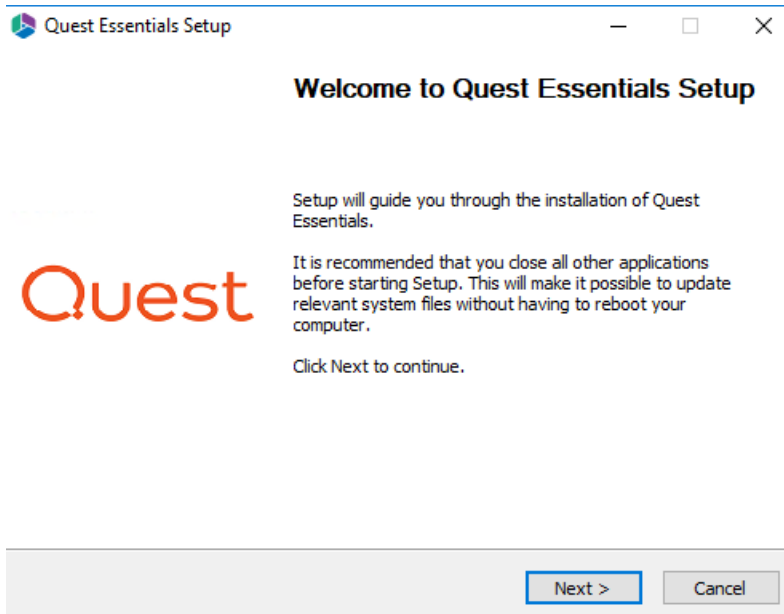 Quest Essentials Setup
Welcome to Quest Essentials Setup
Setup will guide you through the installation of Quest
Essentials.
It is recommended that you close all other applications
before starting Setup. This will make it possible to update
relevant system files without having to reboot your
computer.
Click Next to continue.
Quest
Next >
Cancel